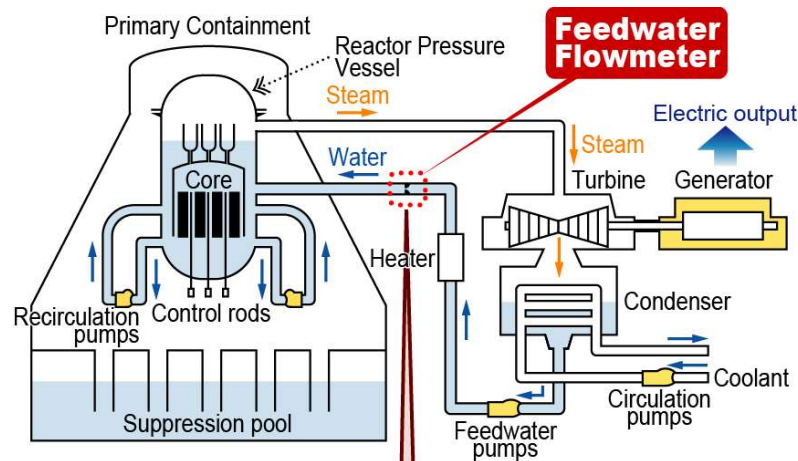 Primary Containment
Reactor Pressure
Vessel
Feedwater
Flowmeter
Steam
Electric output
Steam
Water
Turbine
Generator
Core
Heater
Condenser
Recirculation
pumps
Control rods
Coolant
Circulation
pumps
Suppression pool
Feedwater
pumps